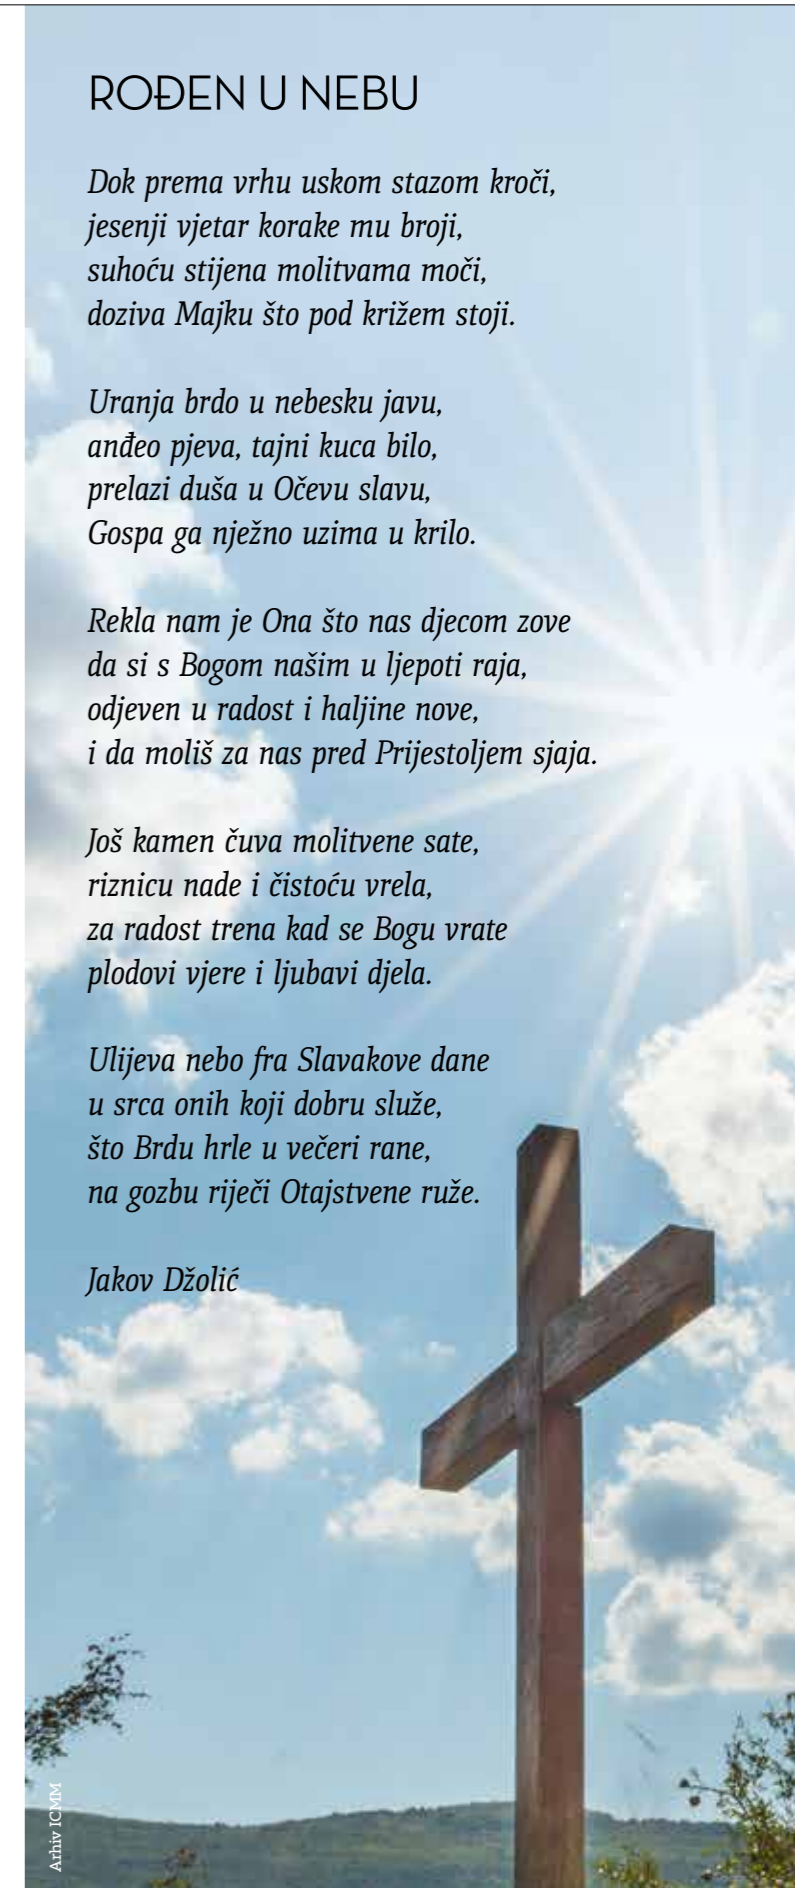 ROĐEN U NEBU
Dok prema vrhu uskom stazom kroči,
jesenji vjetar korake mu broji,
suhoću stijena molitvama moči,
doziva Majku što pod križem stoji.
Uranja brdo u nebesku javu,
anđeo pjeva, tajni kuca bilo,
prelazi duša u Očevu slavu,
Gospa ga nježno uzima u krilo.
Rekla nam je Ona što nas djecom zove
da si s Bogom našim u ljepoti raja,
odjeven u radost i haljine nove,
i da moliš za nas pred Prijestoljem sjaja.
Još kamen čuva molitvene sate,
riznicu nade i čistoću vrela,
za radost trena kad se Bogu vrate
plodovi vjere i ljubavi djela.
Ulijeva nebo fra Slavakove dane
u srca onih koji dobru služe,
što Brdu hrle u večeri rane,
na gozbu riječi Otajstvene ruže.
Jakov Džolić
Arhiv ICMM